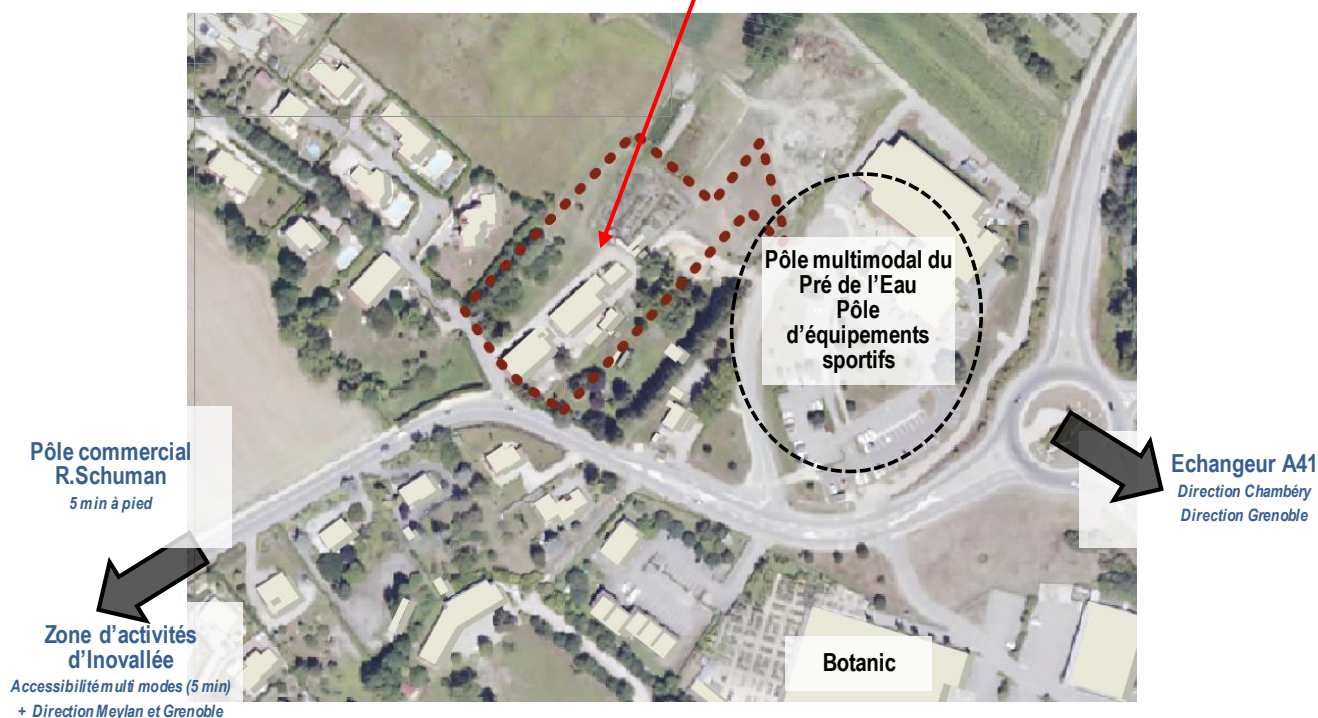 Pôle multimodal du
Pré de l'Eau
Pôle
d'équipements
sportifs
Pôle commercial
R.Schuman
5 min à pied
Echangeur A41
Direction Chambéry
Direction Grenoble
Zone d'activités
d'Inovallée
Accessibilité multi modes (5 min)
+ Direction Meylan et Grenoble
Botanic